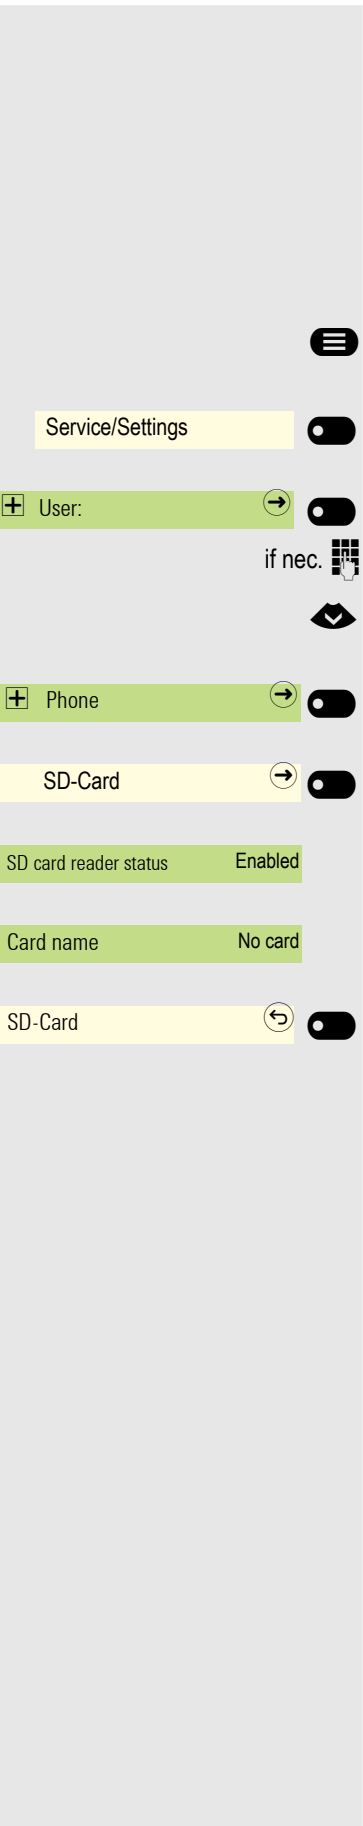 Service/Settings
User:
if nec.
Phone
SD-Card
SD card reader status Enabled
Card name No card
SD-Card